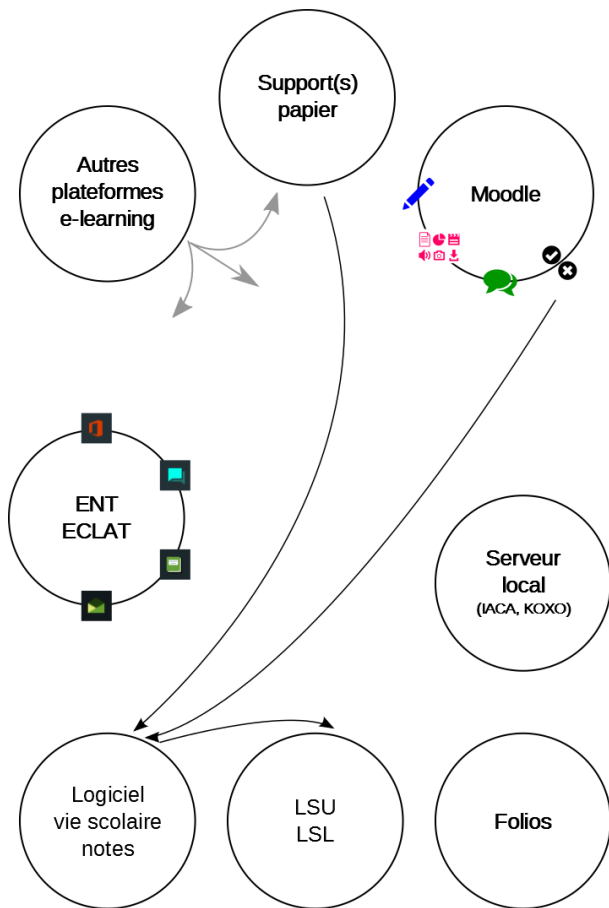 Support(s)
papier
Autres
plateformes
e-learning
Moodle
ENT
ECLAT
Serveur
local
(IACA, KOXO)
Logiciel
vie scolaire
notes
LSU
LSL
Folios